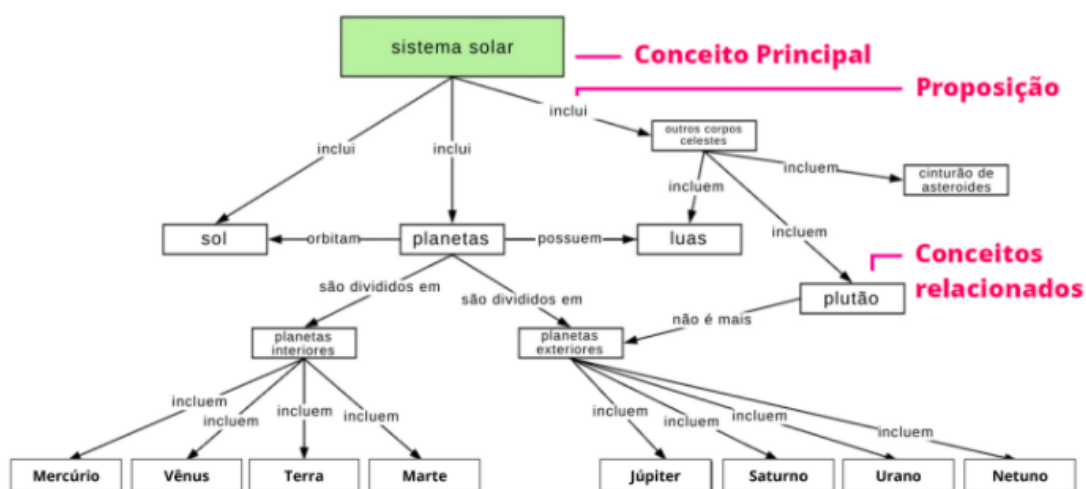 sistema solar
Conceito Principal
Proposição
inclui
outros corpos
celestes
inclui
inclui
incluem
cinturão de
asteroides
incluem
incluem
sol
orbitam
planetas
possuem
luas
Conceitos
relacionados
são divididos em
são divididos em
plutão
não é mais
planetas
interiores
planetas
exteriores
incluem
incluem
incluem
incluem
incluem
incluem
incluem
incluem
Mercúrio
Vênus
Terra
Marte
Júpiter
Saturno
Urano
Netuno